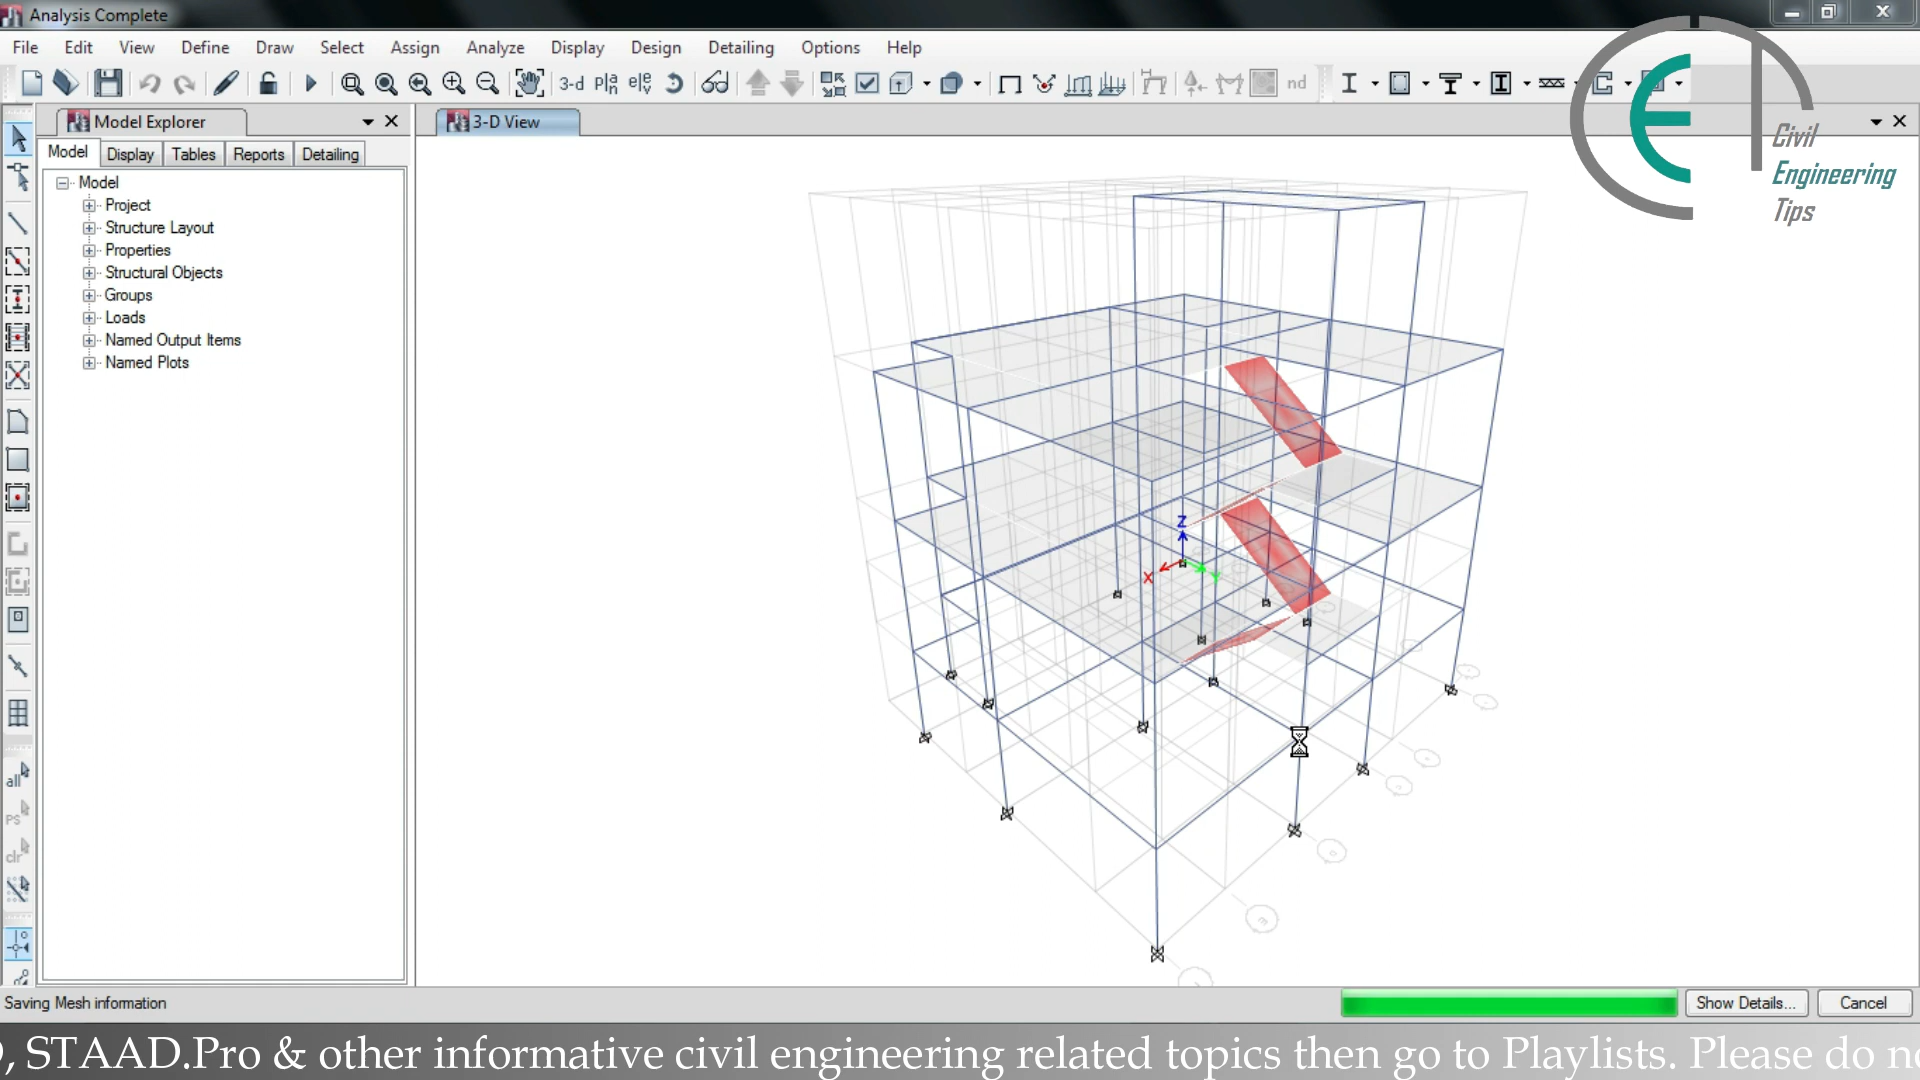 Analysis Complete
File Edit View Define Draw Select Assign Analyze Display Design Detailing Options Help
3-d nd
Model Explorer
3-D View
Model Display Tables Reports Detailing
Civil
Engineering
Tips
Model
Project
Structure Layout
Properties
Structural Objects
Groups
Loads
Named Output Items
Named Plots
Z
X
Y
all
ps
clr
Saving Mesh information
Show Details...
Cancel
, STAAD.Pro & other informative civil engineering related topics then go to Playlists. Please do